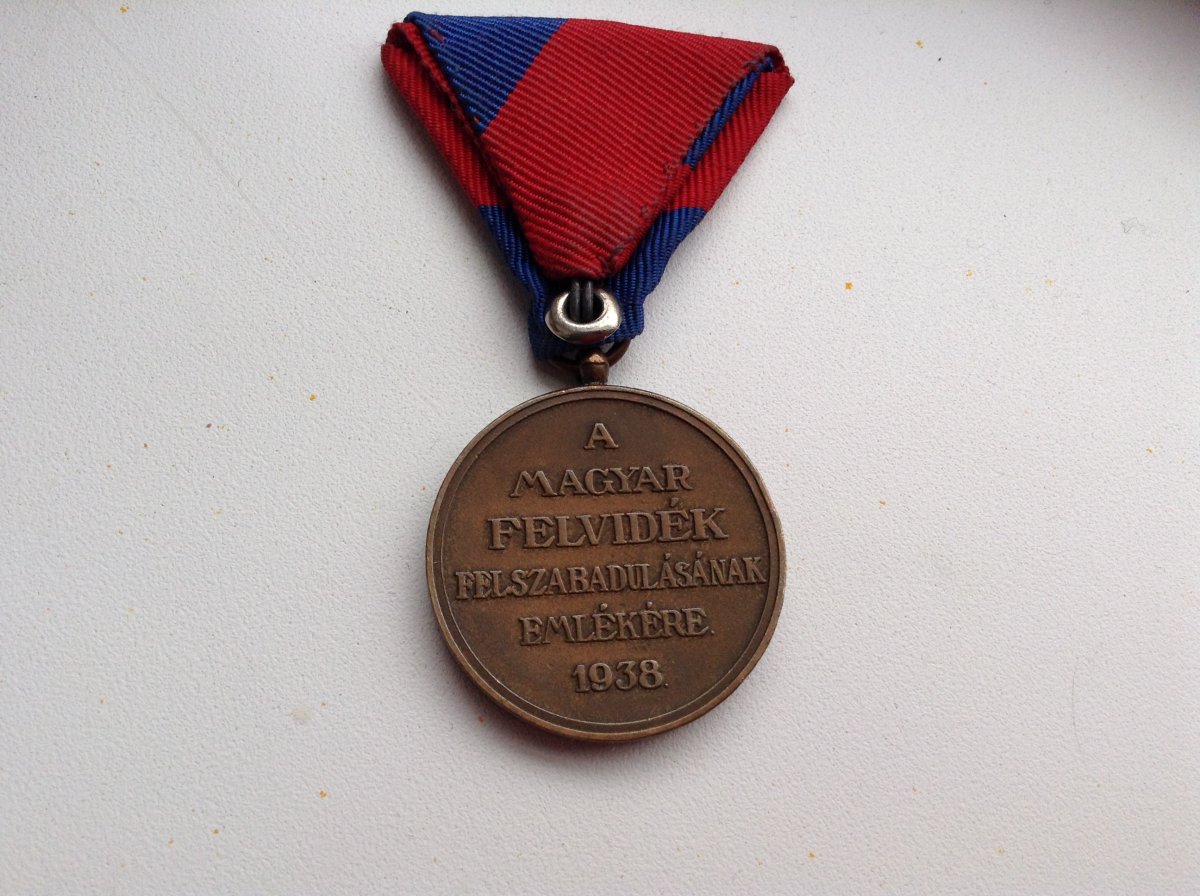 A
MAGYAR
FELVIDÉK
FELSZABADULÁSÁNAK
EMLÉKÉRE.
1938.